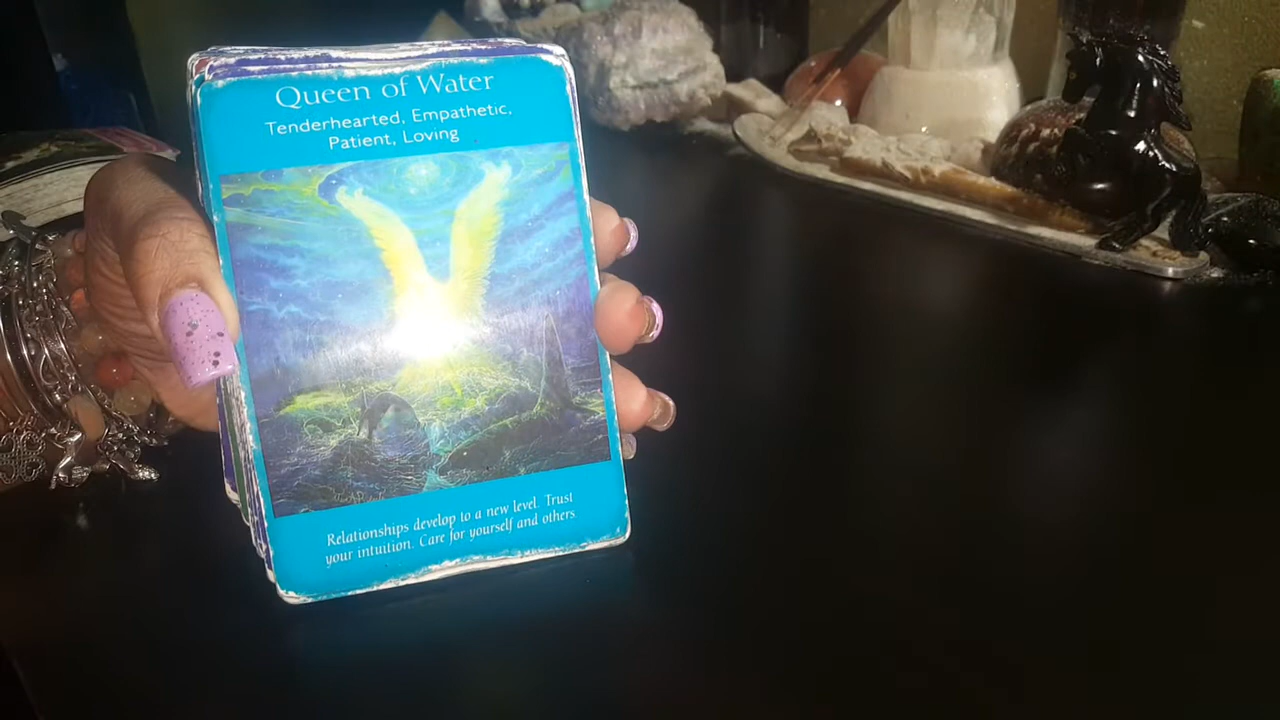 Queen of Water
Tenderhearted, Empathetic,
Patient, Loving
Relationships develop to a new level. Trust
your intuition. Care for yourself and others.